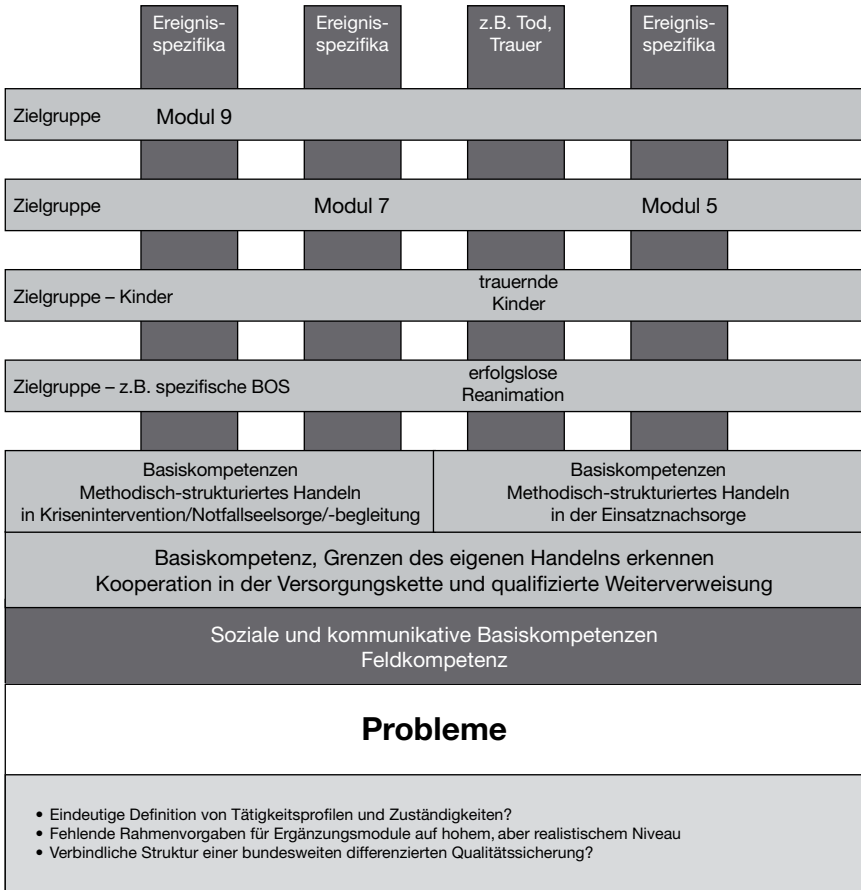 Ereignis-
spezifika
Ereignis-
spezifika
z.B. Tod,
Trauer
Ereignis-
spezifika
Zielgruppe
Modul 9
Zielgruppe
Modul 7
Modul 5
Zielgruppe – Kinder
trauernde
Kinder
Zielgruppe – z.B. spezifische BOS
erfolgslose
Reanimation
Basiskompetenzen
Methodisch-strukturiertes Handeln
in Krisenintervention/Notfallseelsorge/-begleitung
Basiskompetenzen
Methodisch-strukturiertes Handeln
in der Einsatznachsorge
Basiskompetenz, Grenzen des eigenen Handelns erkennen
Kooperation in der Versorgungskette und qualifizierte Weiterverweisung
Soziale und kommunikative Basiskompetenzen
Feldkompetenz
Probleme
• Eindeutige Definition von Tätigkeitsprofilen und Zuständigkeiten?
• Fehlende Rahmenvorgaben für Ergänzungsmodule auf hohem, aber realistischem Niveau
• Verbindliche Struktur einer bundesweiten differenzierten Qualitätssicherung?